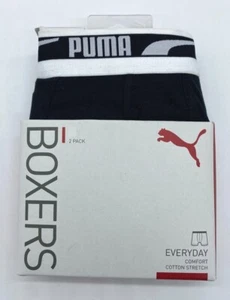 PUMA
BOXERS
2 PACK
EVERYDAY
COMFORT
COTTON STRETCH